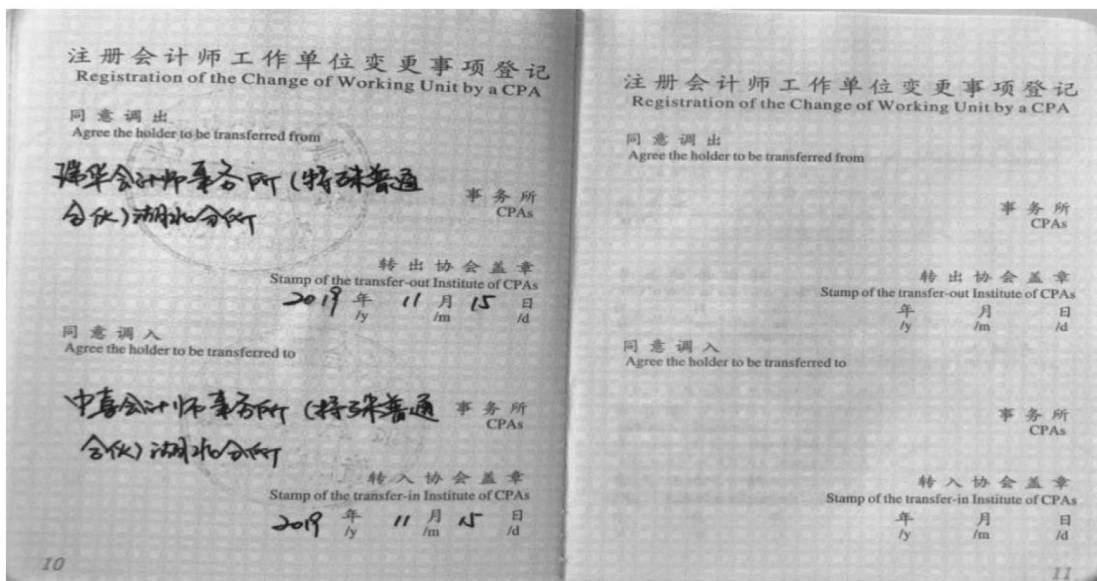 注册会计师工作单位变更事项登记
Registration of the Change of Working Unit by a CPA
同意调出
Agree the holder to be transferred from
瑞华会计师事务所(特殊普通
合伙)湖北分所
事务所
CPAs
转出协会盖章
Stamp of the transfer-out Institute of CPAs
2019 年 11 月 15 日
/y /m /d
同意调入
Agree the holder to be transferred to
中喜会计师事务所(特殊普通
合伙)湖北分所
事务所
CPAs
转入协会盖章
Stamp of the transfer-in Institute of CPAs
2019 年 11 月 15 日
/y /m /d
10
注册会计师工作单位变更事项登记
Registration of the Change of Working Unit by a CPA
同意调出
Agree the holder to be transferred from
事务所
CPAs
转出协会盖章
Stamp of the transfer-out Institute of CPAs
年 月 日
/y /m /d
同意调入
Agree the holder to be transferred to
事务所
CPAs
转入协会盖章
Stamp of the transfer-in Institute of CPAs
年 月 日
/y /m /d
11